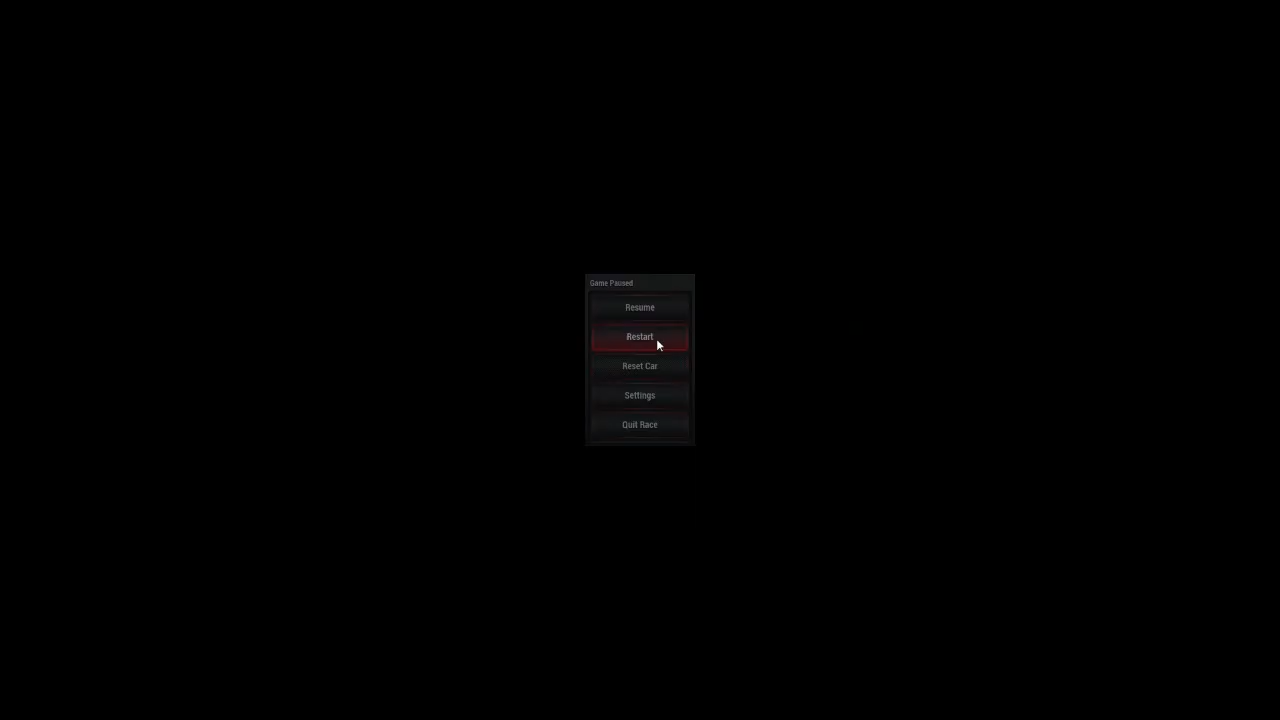 Game Paused
Resume
Restart
Reset Car
Settings
Quit Race